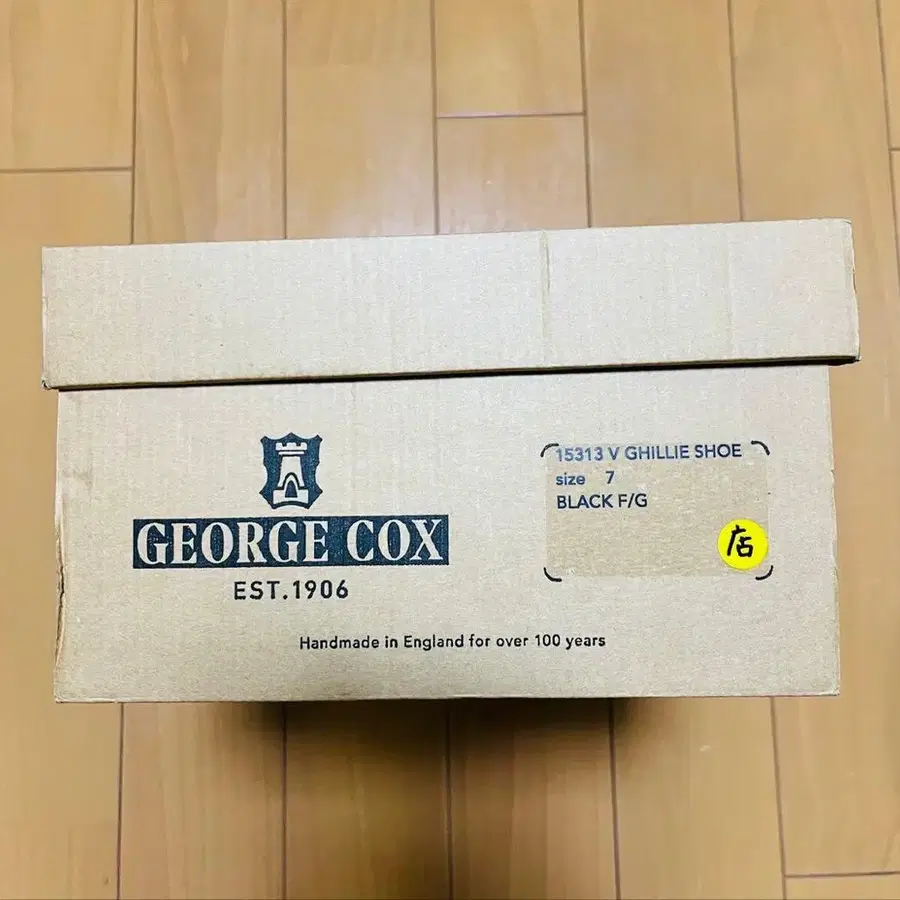 GEORGE COX
EST.1906
15313 V GHILLIE SHOE
size 7
BLACK F/G
店
Handmade in England for over 100 years